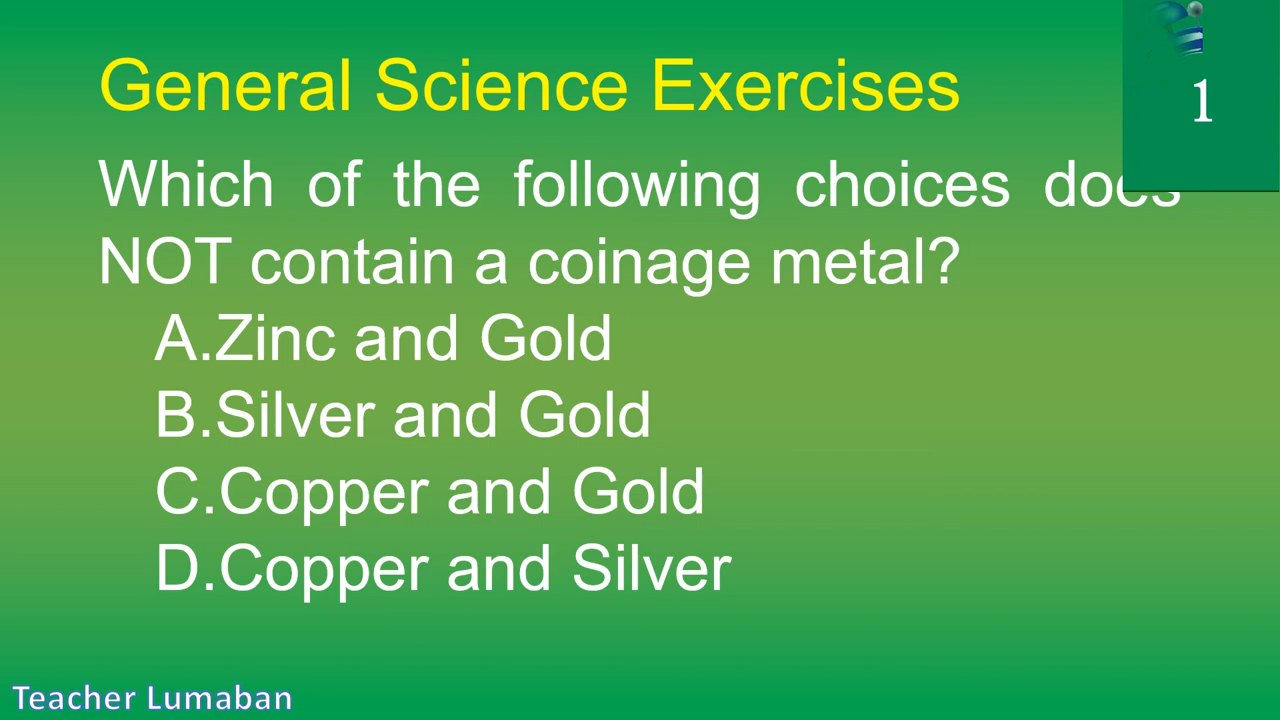 General Science Exercises
1
Which of the following choices does
NOT contain a coinage metal?
A.Zinc and Gold
B.Silver and Gold
C.Copper and Gold
D.Copper and Silver
Teacher Lumaban